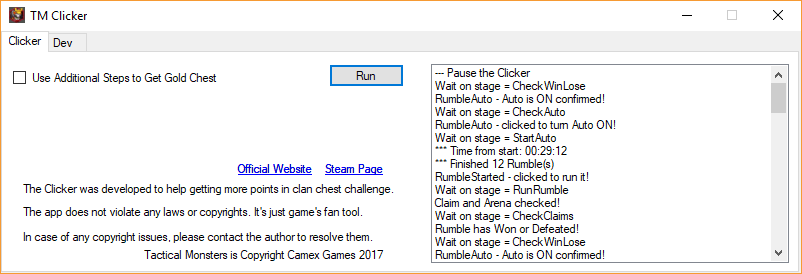 TM Clicker
Clicker Dev
Use Additional Steps to Get Gold Chest
Run
Official Website Steam Page
The Clicker was developed to help getting more points in clan chest challenge.
The app does not violate any laws or copyrights. It's just game's fan tool.
In case of any copyright issues, please contact the author to resolve them.
Tactical Monsters is Copyright Camex Games 2017
--- Pause the Clicker
Wait on stage = CheckWinLose
RumbleAuto - Auto is ON confirmed!
Wait on stage = CheckAuto
RumbleAuto - clicked to turn Auto ON!
Wait on stage = StartAuto
*** Time from start: 00:29:12
*** Finished 12 Rumble(s)
RumbleStarted - clicked to run it!
Wait on stage = RunRumble
Claim and Arena checked!
Wait on stage = CheckClaims
Rumble has Won or Defeated!
Wait on stage = CheckWinLose
RumbleAuto - Auto is ON confirmed!